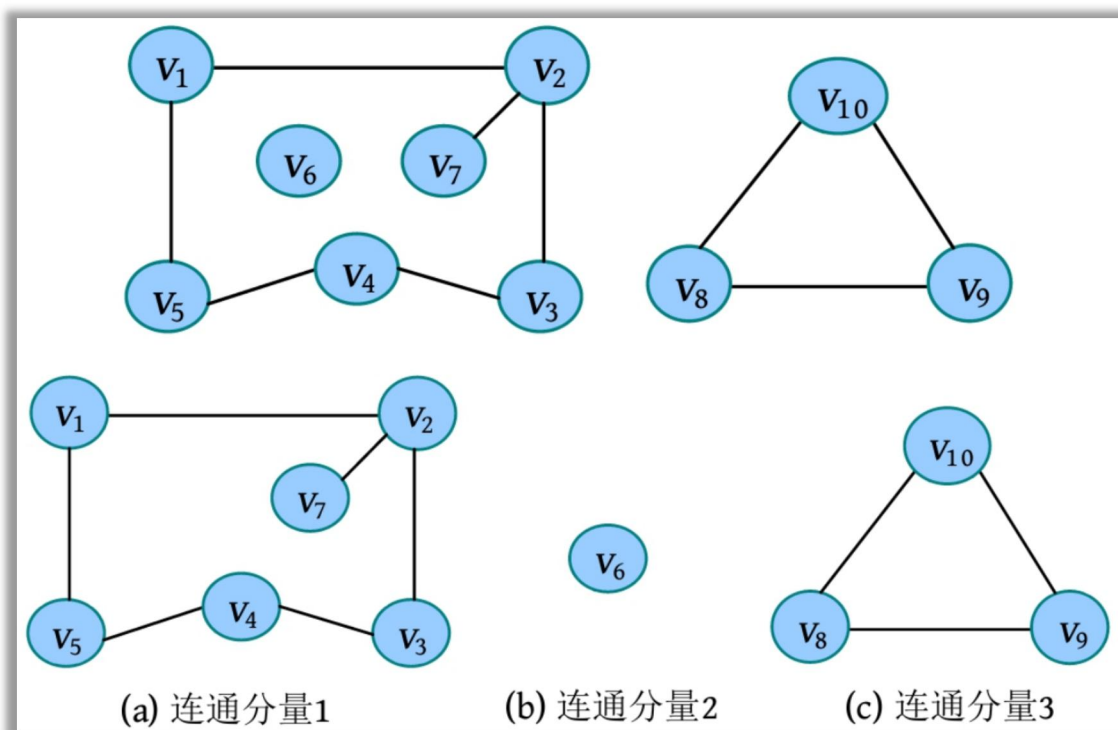 v₁ v₂
v₁₀
v₆ v₇
v₄
v₅ v₃
v₈ v₉
v₁ v₂
v₁₀
v₇
v₆
v₄
v₅ v₃
v₈ v₉
(a) 连通分量1 (b) 连通分量2 (c) 连通分量3